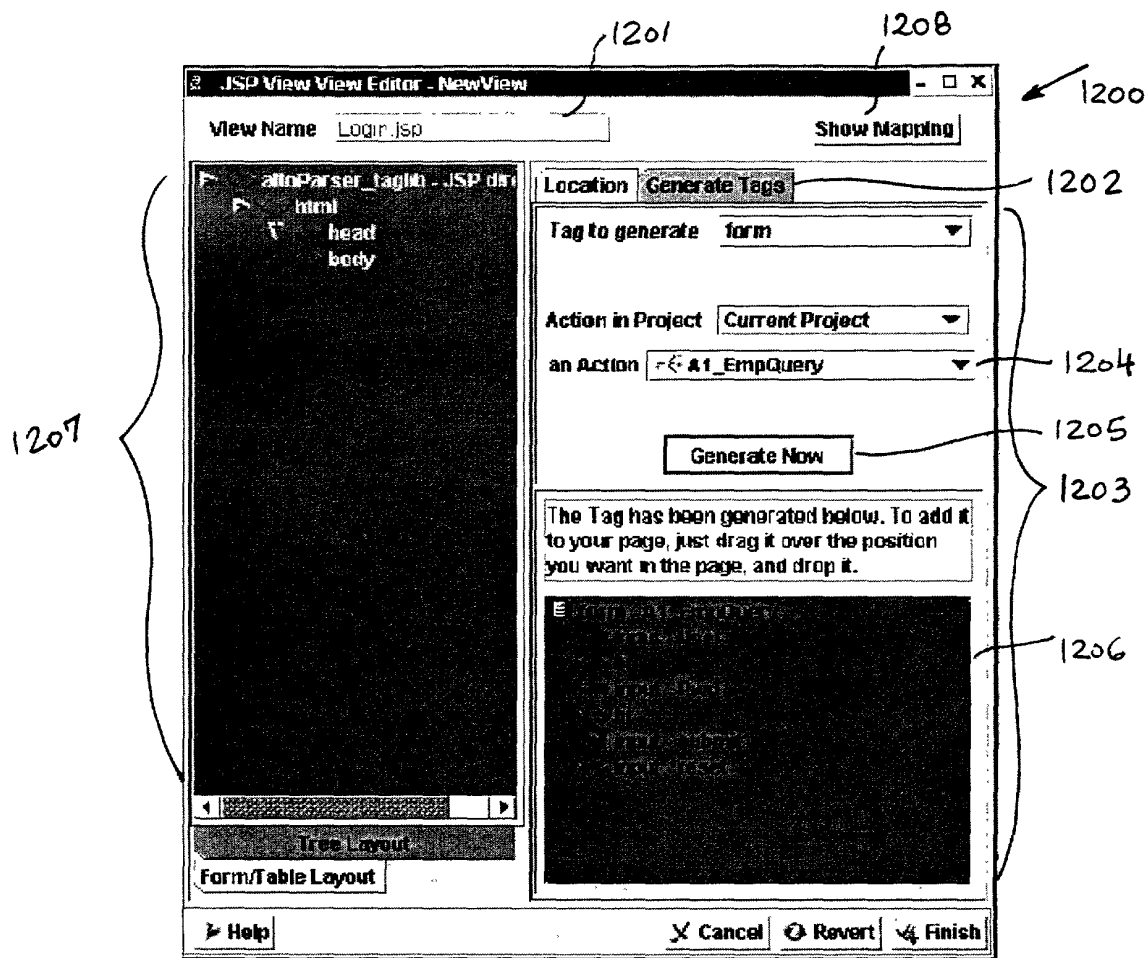 1201
1208
1200
JSP View View Editor - NewView
View Name Login.jsp
Show Mapping
1202
html
head
body
Location Generate Tags
Tag to generate form
Action in Project Current Project
an Action A1_EmpQuery
1204
Generate Now
1205
1203
1207
The Tag has been generated below. To add it
to your page, just drag it over the position
you want in the page, and drop it.
1206
Tree Layout
Form/Table Layout
Help
Cancel
Revert
Finish